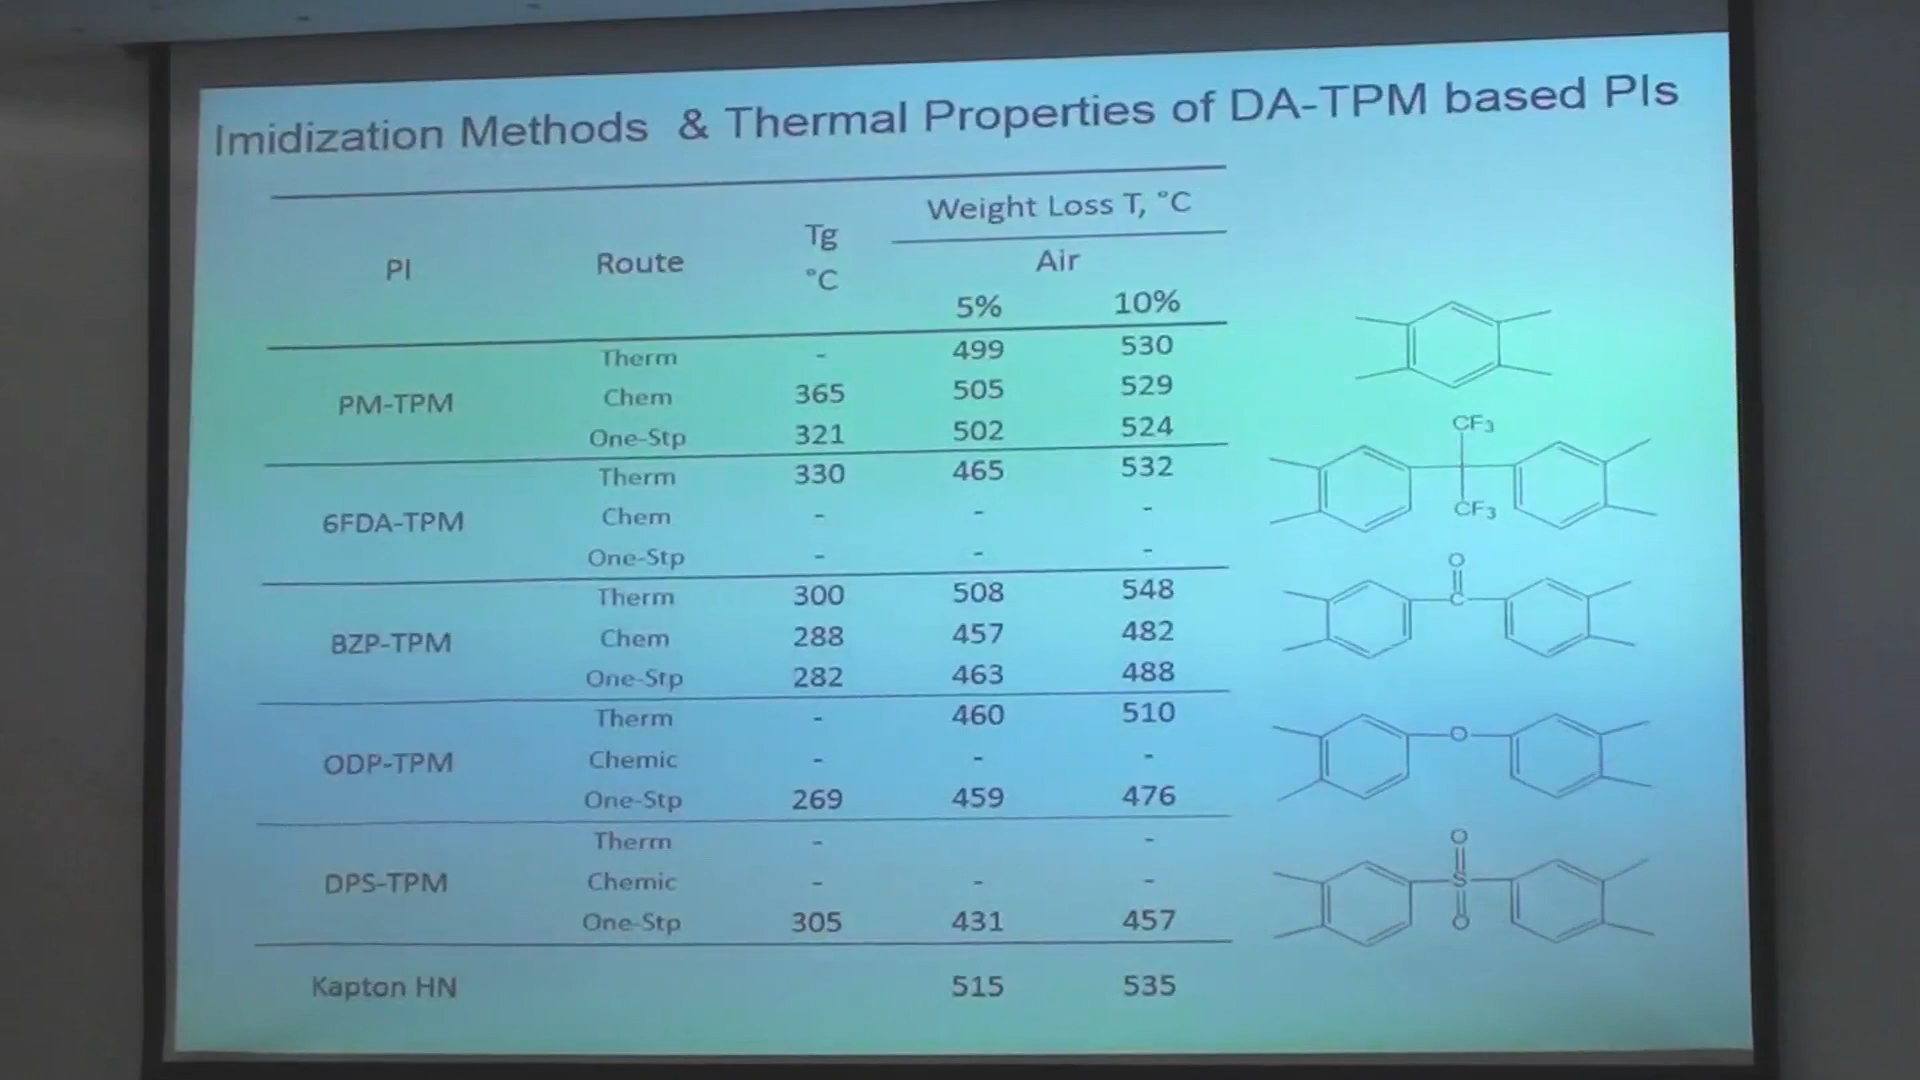 Imidization Methods & Thermal Properties of DA-TPM based PIs
PI Route Tg °C Weight Loss T, °C
Air
5% 10%
PM-TPM
Therm - 499 530
Chem 365 505 529
One-Stp 321 502 524
6FDA-TPM
Therm 330 465 532
Chem - - -
One-Stp - - -
BZP-TPM
Therm 300 508 548
Chem 288 457 482
One-Stp 282 463 488
ODP-TPM
Therm - 460 510
Chemic - - -
One-Stp 269 459 476
DPS-TPM
Therm - -
Chemic - - -
One-Stp 305 431 457
Kapton HN 515 535
CF3
CF3
O
C
O
O
S
O